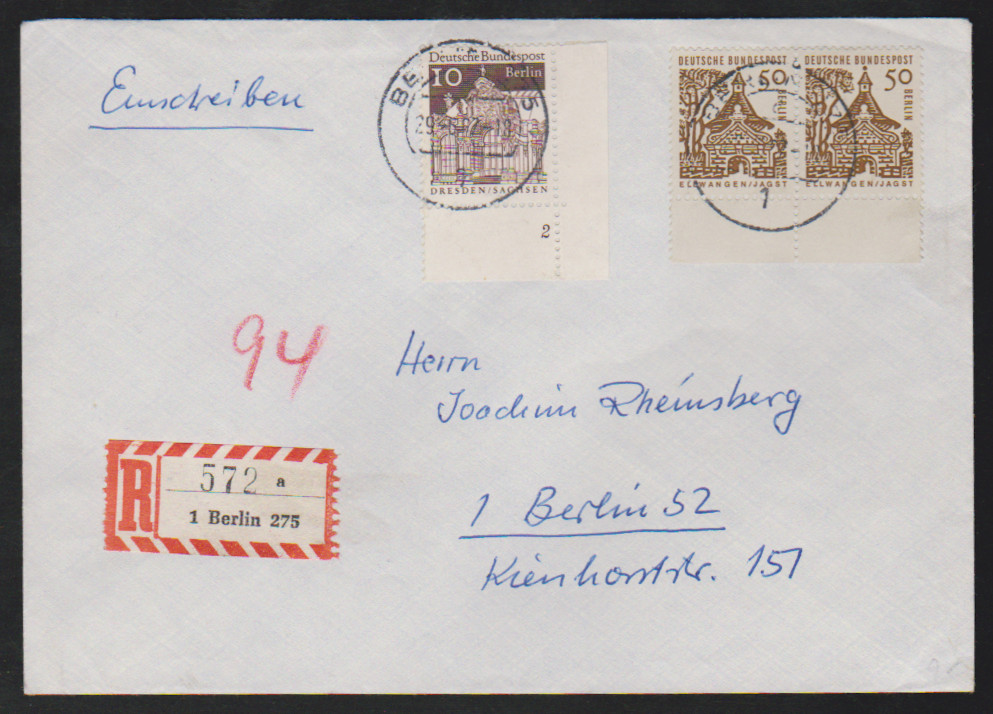 Einschreiben
Deutsche Bundespost
10 Berlin
DRESDEN/SACHSEN
2
DEUTSCHE BUNDESPOST
50
BERLIN
ELLWANGEN/JAGST
DEUTSCHE BUNDESPOST
50
BERLIN
ELLWANGEN/JAGST
1
94
Herrn
Joachim Rheinsberg
1 Berlin 52
Kienhorststr. 151
R
572 a
1 Berlin 275